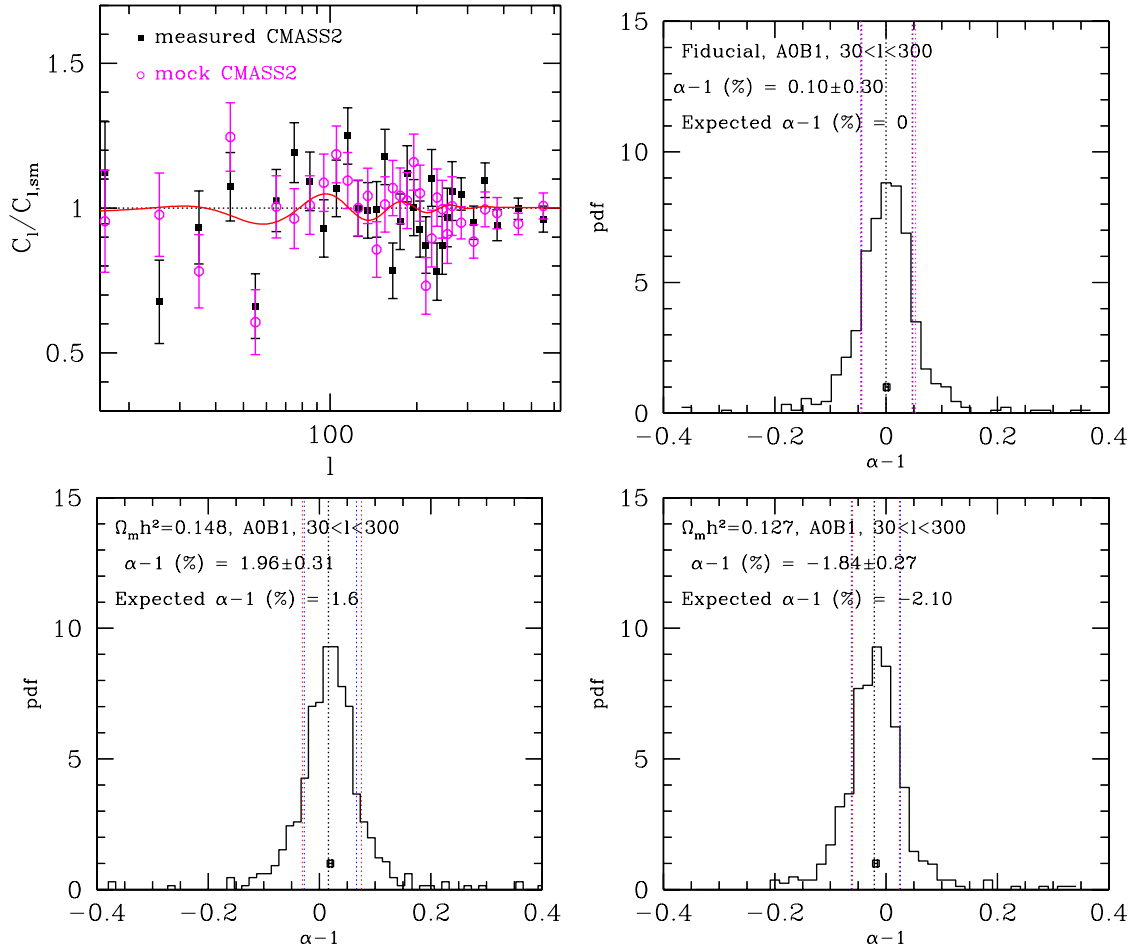 measured CMASS2
mock CMASS2
1.5
1
0.5
C_l/C_{l,sm}
100
l
15
10
5
0
pdf
Fiducial, A0B1, 30<l<300
α−1 (%) = 0.10±0.30
Expected α−1 (%) = 0
−0.4 −0.2 0 0.2 0.4
α−1
15
10
5
0
pdf
Ω_mh²=0.148, A0B1, 30<l<300
α−1 (%) = 1.96±0.31
Expected α−1 (%) = 1.6
−0.4 −0.2 0 0.2 0.4
α−1
15
10
5
0
pdf
Ω_mh²=0.127, A0B1, 30<l<300
α−1 (%) = −1.84±0.27
Expected α−1 (%) = −2.10
−0.4 −0.2 0 0.2 0.4
α−1